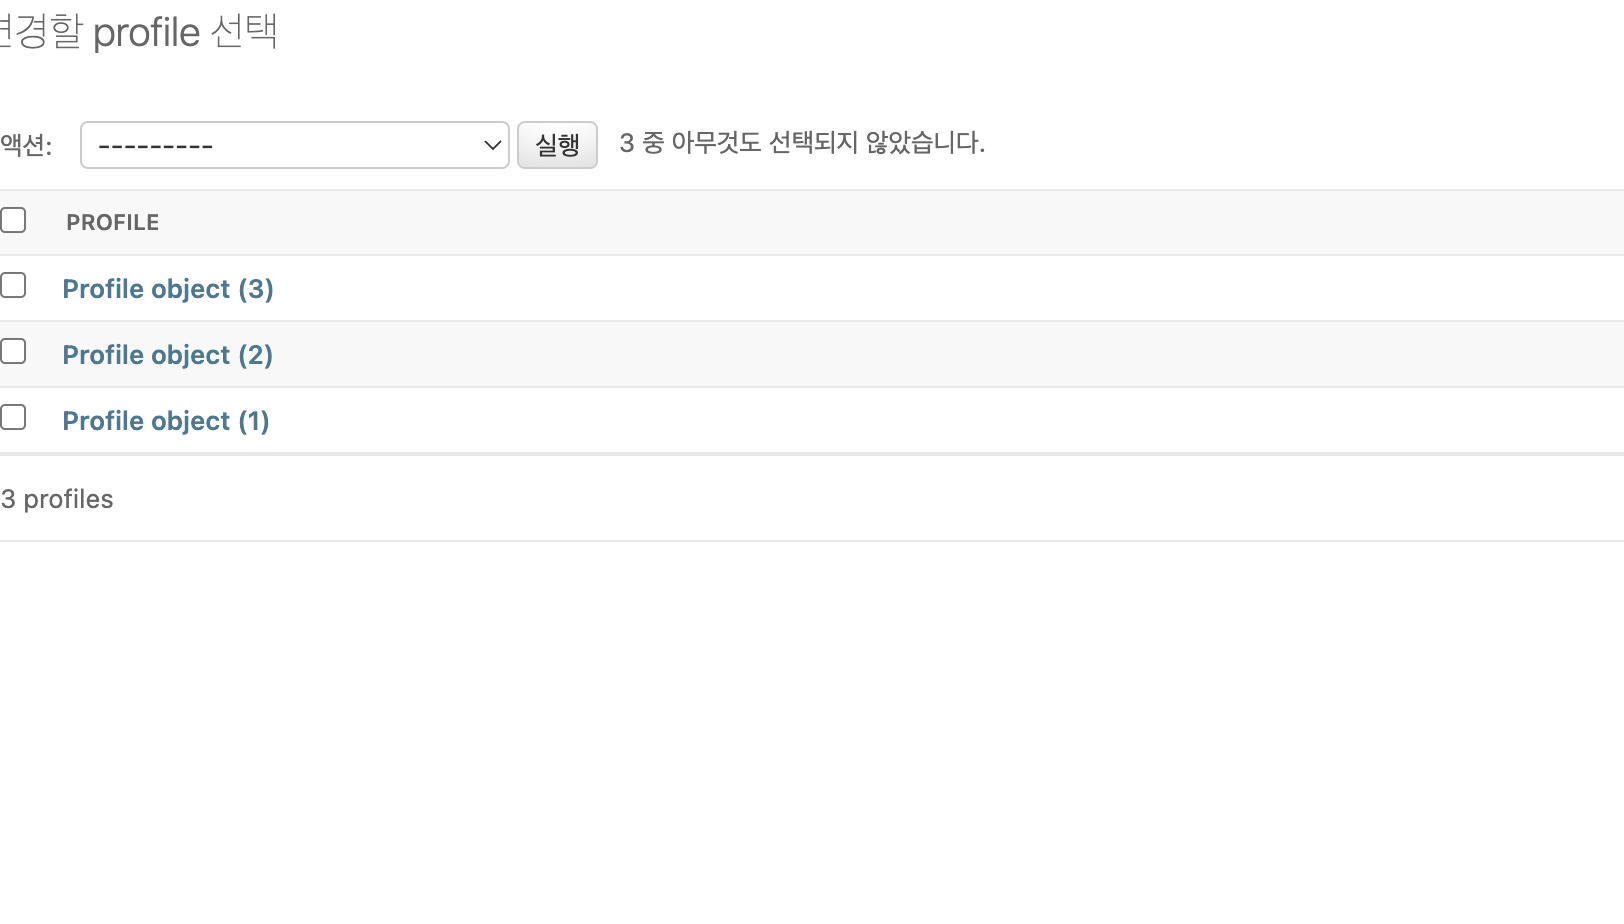 변경할 profile 선택
액션: --------- 실행 3 중 아무것도 선택되지 않았습니다.
PROFILE
Profile object (3)
Profile object (2)
Profile object (1)
3 profiles